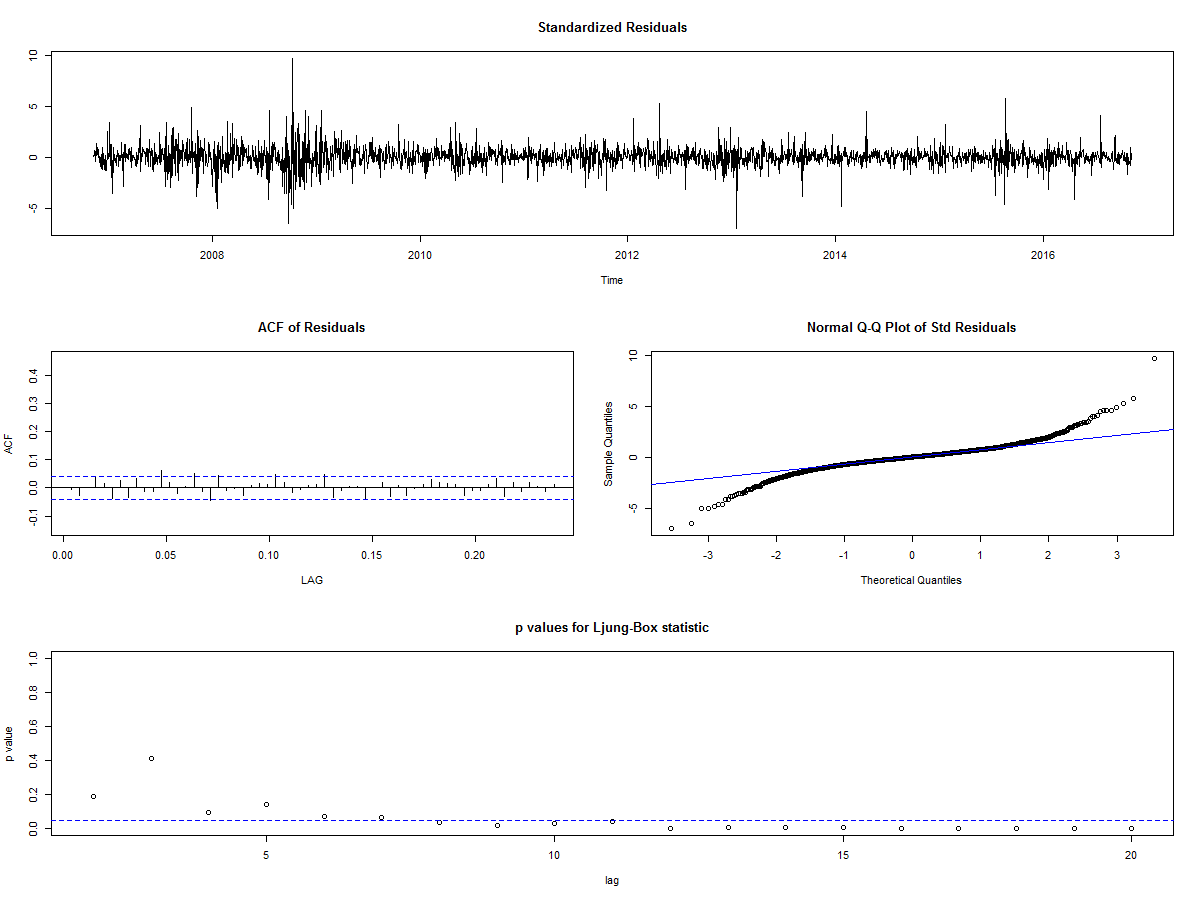 Standardized Residuals
10
5
0
-5
2008 2010 2012 2014 2016
Time
ACF of Residuals
0.4
0.3
0.2
0.1
0.0
-0.1
ACF
0.00 0.05 0.10 0.15 0.20
LAG
Normal Q-Q Plot of Std Residuals
10
5
0
-5
Sample Quantiles
-3 -2 -1 0 1 2 3
Theoretical Quantiles
p values for Ljung-Box statistic
1.0
0.8
0.6
0.4
0.2
0.0
p value
5 10 15 20
lag